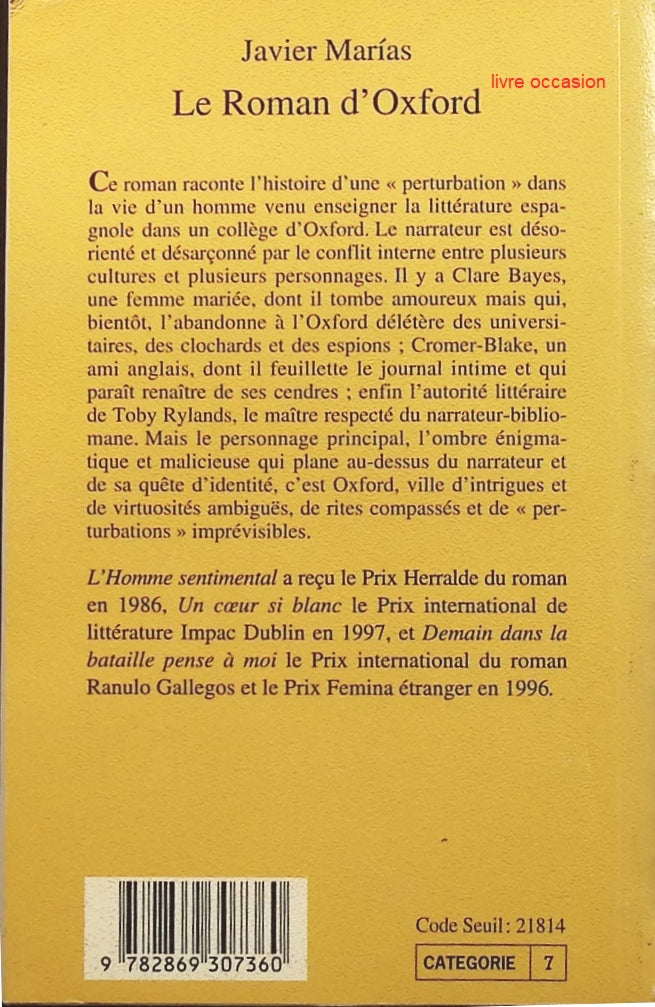 Javier Marías
livre occasion
Le Roman d'Oxford
Ce roman raconte l'histoire d'une « perturbation » dans
la vie d'un homme venu enseigner la littérature espa-
gnole dans un collège d'Oxford. Le narrateur est déso-
rienté et désarçonné par le conflit interne entre plusieurs
cultures et plusieurs personnages. Il y a Clare Bayes,
une femme mariée, dont il tombe amoureux mais qui,
bientôt, l'abandonne à l'Oxford délétère des universi-
taires, des clochards et des espions ; Cromer-Blake, un
ami anglais, dont il feuillette le journal intime et qui
paraît renaître de ses cendres ; enfin l'autorité littéraire
de Toby Rylands, le maître respecté du narrateur-biblio-
mane. Mais le personnage principal, l'ombre énigma-
tique et malicieuse qui plane au-dessus du narrateur et
de sa quête d'identité, c'est Oxford, ville d'intrigues et
de virtuosités ambiguës, de rites compassés et de « per-
turbations » imprévisibles.
L'Homme sentimental a reçu le Prix Herralde du roman
en 1986, Un cœur si blanc le Prix international de
littérature Impac Dublin en 1997, et Demain dans la
bataille pense à moi le Prix international du roman
Ranulo Gallegos et le Prix Femina étranger en 1996.
9 782869 307360
Code Seuil : 21814
CATEGORIE 7